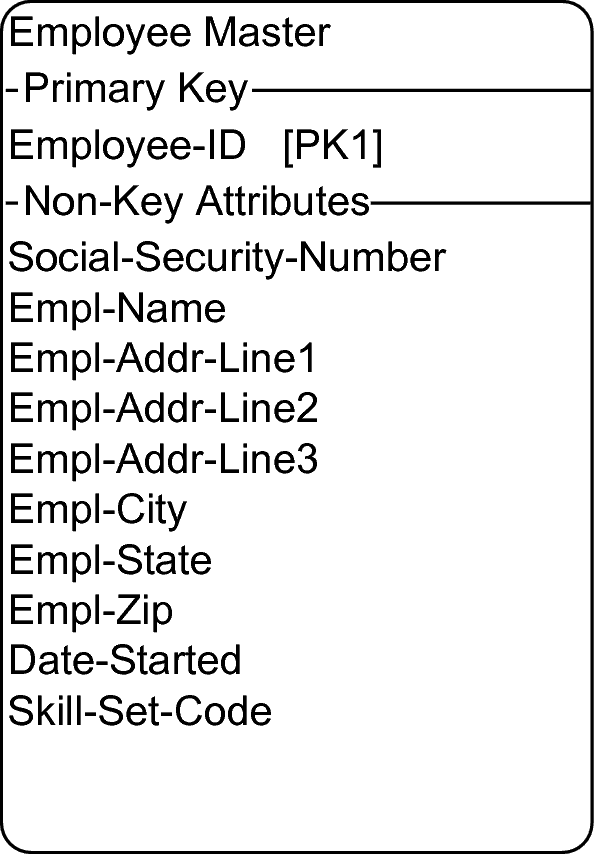 Employee Master
Primary Key
Employee-ID [PK1]
Non-Key Attributes
Social-Security-Number
Empl-Name
Empl-Addr-Line1
Empl-Addr-Line2
Empl-Addr-Line3
Empl-City
Empl-State
Empl-Zip
Date-Started
Skill-Set-Code